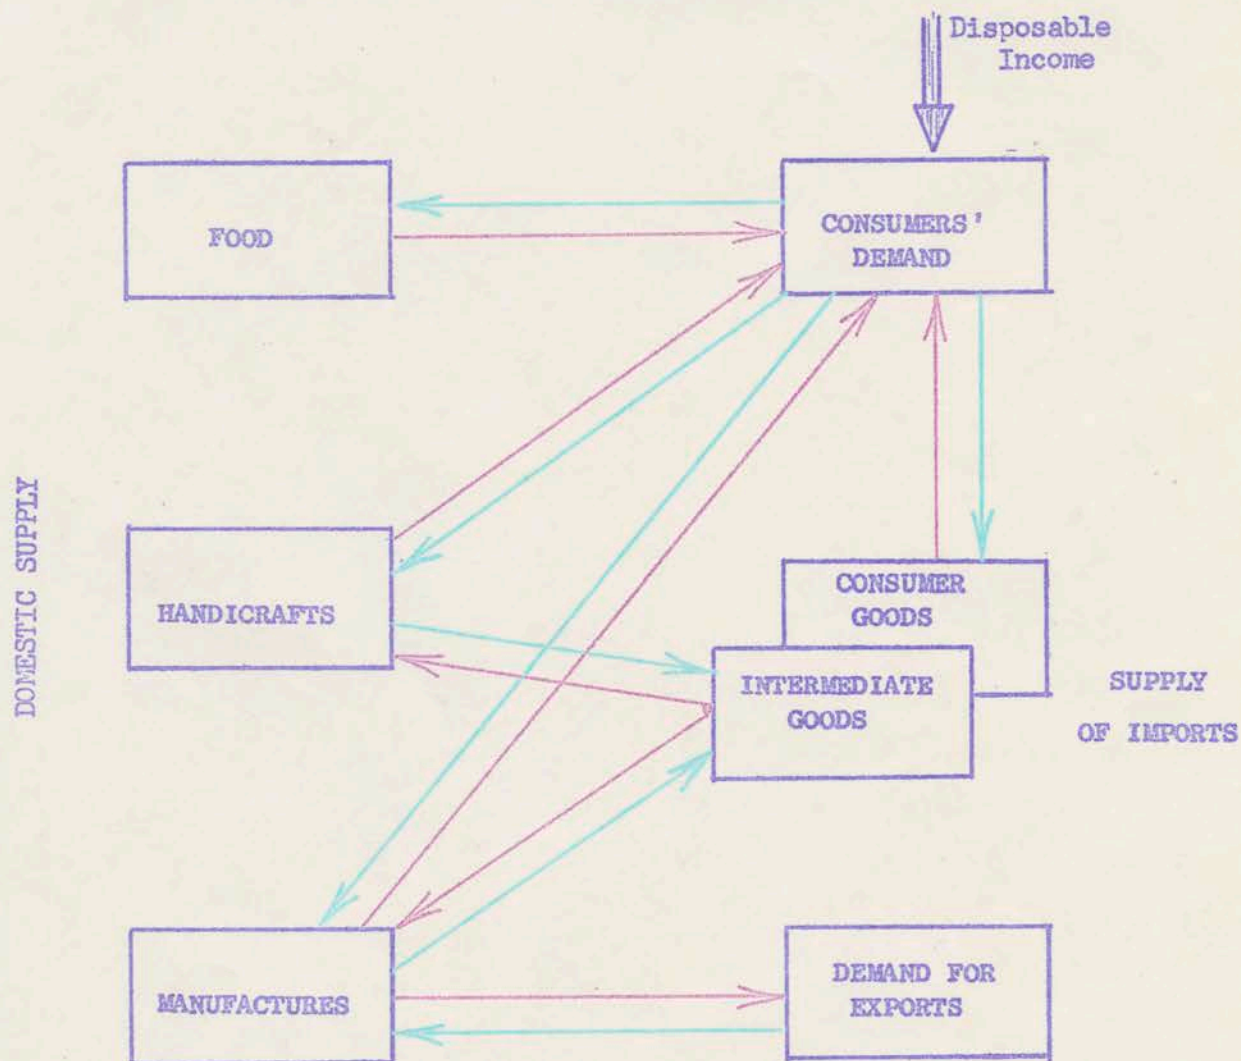 Disposable
Income
FOOD
CONSUMERS'
DEMAND
DOMESTIC SUPPLY
HANDICRAFTS
CONSUMER
GOODS
INTERMEDIATE
GOODS
SUPPLY
OF IMPORTS
MANUFACTURES
DEMAND FOR
EXPORTS